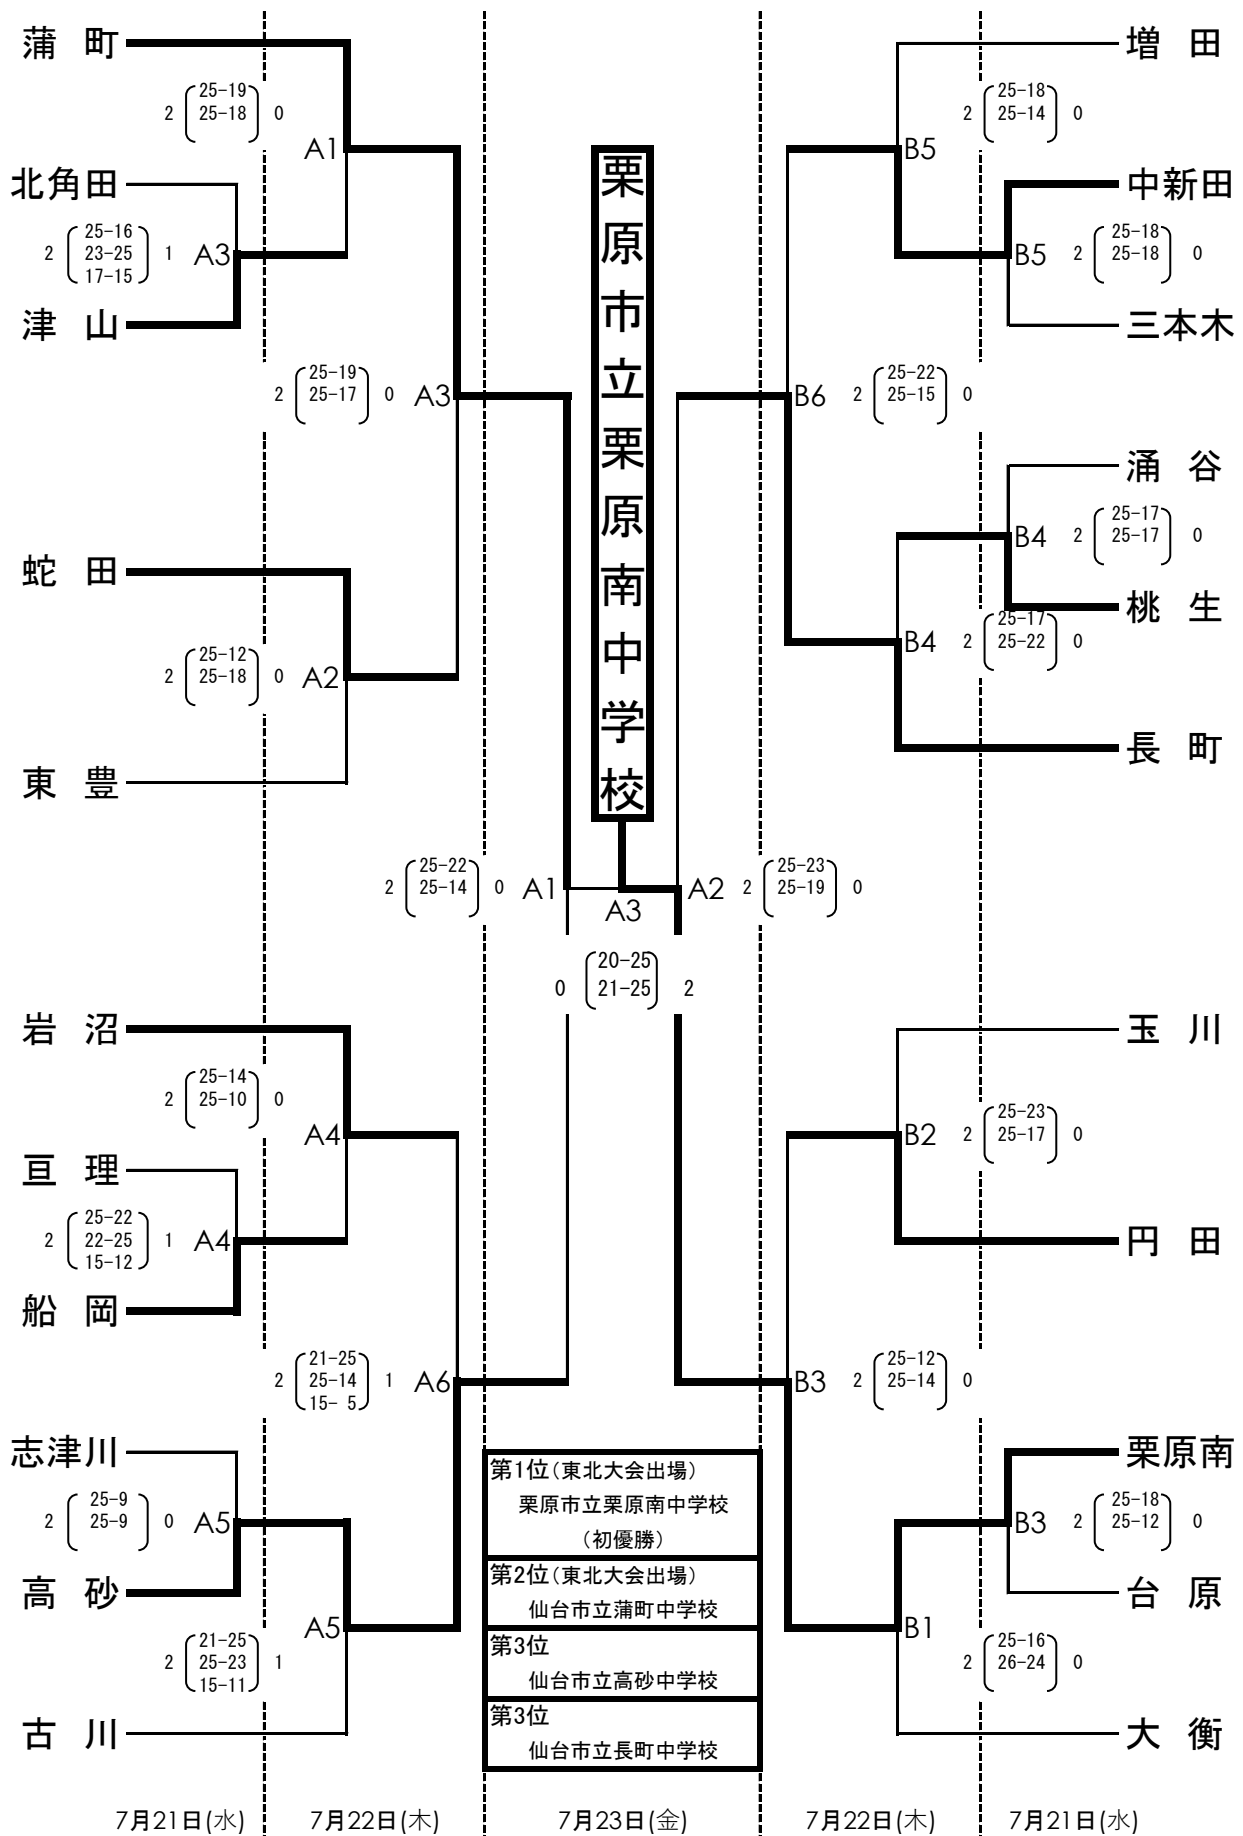 蒲町
2 25-19 0
25-18
A1
北角田
25-16
2 23-25 1 A3
17-15
津山
25-19
2 25-17 0 A3
蛇田
25-12
2 25-18 0 A2
東豊
25-22
2 25-14 0 A1
岩沼
25-14
2 25-10 0
A4
亘理
25-22
2 22-25 1 A4
15-12
船岡
21-25
2 25-14 1 A6
15- 5
志津川
25-9
2 25-9 0 A5
高砂
A5
21-25
2 25-23 1
15-11
古川
栗原市立栗原南中学校
A3
20-25
0 21-25 2
増田
25-18
2 25-14 0
B5
中新田
25-18
B5 2 25-18 0
三本木
25-22
B6 2 25-15 0
涌谷
25-17
B4 2 25-17 0
桃生
25-17
B4 2 25-22 0
長町
25-23
A2 2 25-19 0
玉川
25-23
B2 2 25-17 0
円田
25-12
B3 2 25-14 0
栗原南
25-18
B3 2 25-12 0
台原
B1
25-16
2 26-24 0
大衡
第1位(東北大会出場)
栗原市立栗原南中学校
(初優勝)
第2位(東北大会出場)
仙台市立蒲町中学校
第3位
仙台市立高砂中学校
第3位
仙台市立長町中学校
7月21日(水) 7月22日(木) 7月23日(金) 7月22日(木) 7月21日(水)